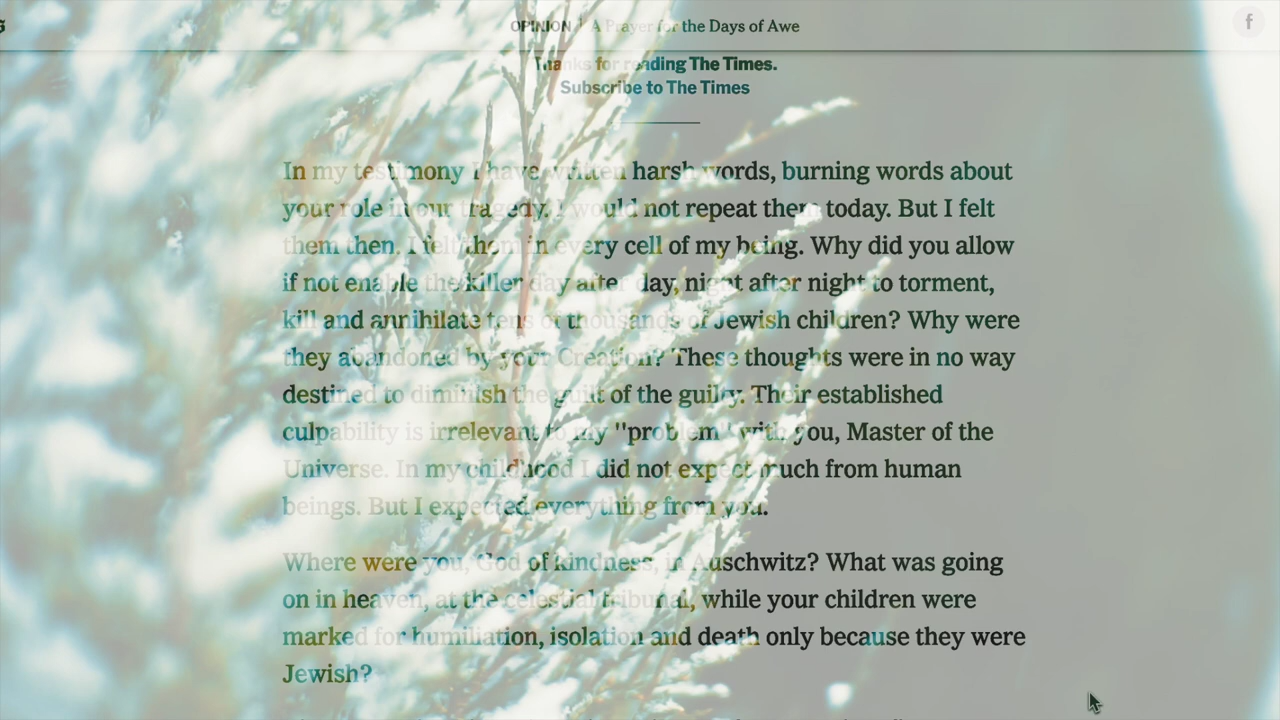 OPINION | A Prayer for the Days of Awe
f
Thanks for reading The Times.
Subscribe to The Times
In my testimony I have written harsh words, burning words about
your role in our tragedy. I would not repeat them today. But I felt
them then. I felt them in every cell of my being. Why did you allow
if not enable the killer day after day, night after night to torment,
kill and annihilate tens of thousands of Jewish children? Why were
they abandoned by your Creation? These thoughts were in no way
destined to diminish the guilt of the guilty. Their established
culpability is irrelevant to my "problem" with you, Master of the
Universe. In my childhood I did not expect much from human
beings. But I expected everything from you.
Where were you, God of kindness, in Auschwitz? What was going
on in heaven, at the celestial tribunal, while your children were
marked for humiliation, isolation and death only because they were
Jewish?